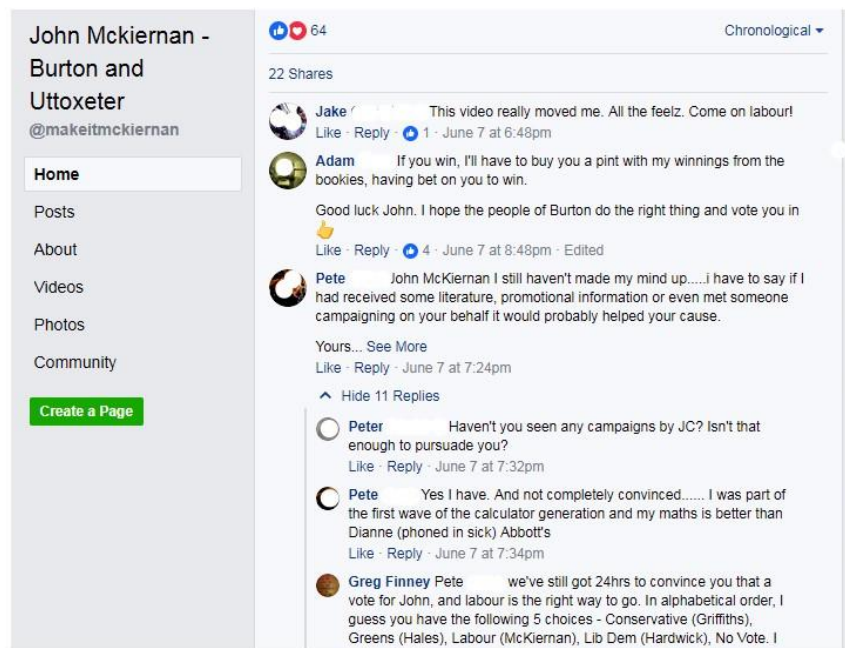 John Mckiernan -
Burton and
Uttoxeter
@makeitmckiernan
Home
Posts
About
Videos
Photos
Community
Create a Page
64
Chronological
22 Shares
Jake This video really moved me. All the feelz. Come on labour!
Like · Reply · 1 · June 7 at 6:48pm
Adam If you win, I'll have to buy you a pint with my winnings from the
bookies, having bet on you to win.
Good luck John. I hope the people of Burton do the right thing and vote you in
Like · Reply · 4 · June 7 at 8:48pm · Edited
Pete John McKiernan I still haven't made my mind up.....i have to say if I
had received some literature, promotional information or even met someone
campaigning on your behalf it would probably helped your cause.
Yours... See More
Like · Reply · June 7 at 7:24pm
Hide 11 Replies
Peter Haven't you seen any campaigns by JC? Isn't that
enough to pursuade you?
Like · Reply · June 7 at 7:32pm
Pete Yes I have. And not completely convinced...... I was part of
the first wave of the calculator generation and my maths is better than
Dianne (phoned in sick) Abbott's
Like · Reply · June 7 at 7:34pm
Greg Finney Pete we've still got 24hrs to convince you that a
vote for John, and labour is the right way to go. In alphabetical order, I
guess you have the following 5 choices - Conservative (Griffiths),
Greens (Hales), Labour (McKiernan), Lib Dem (Hardwick), No Vote. I